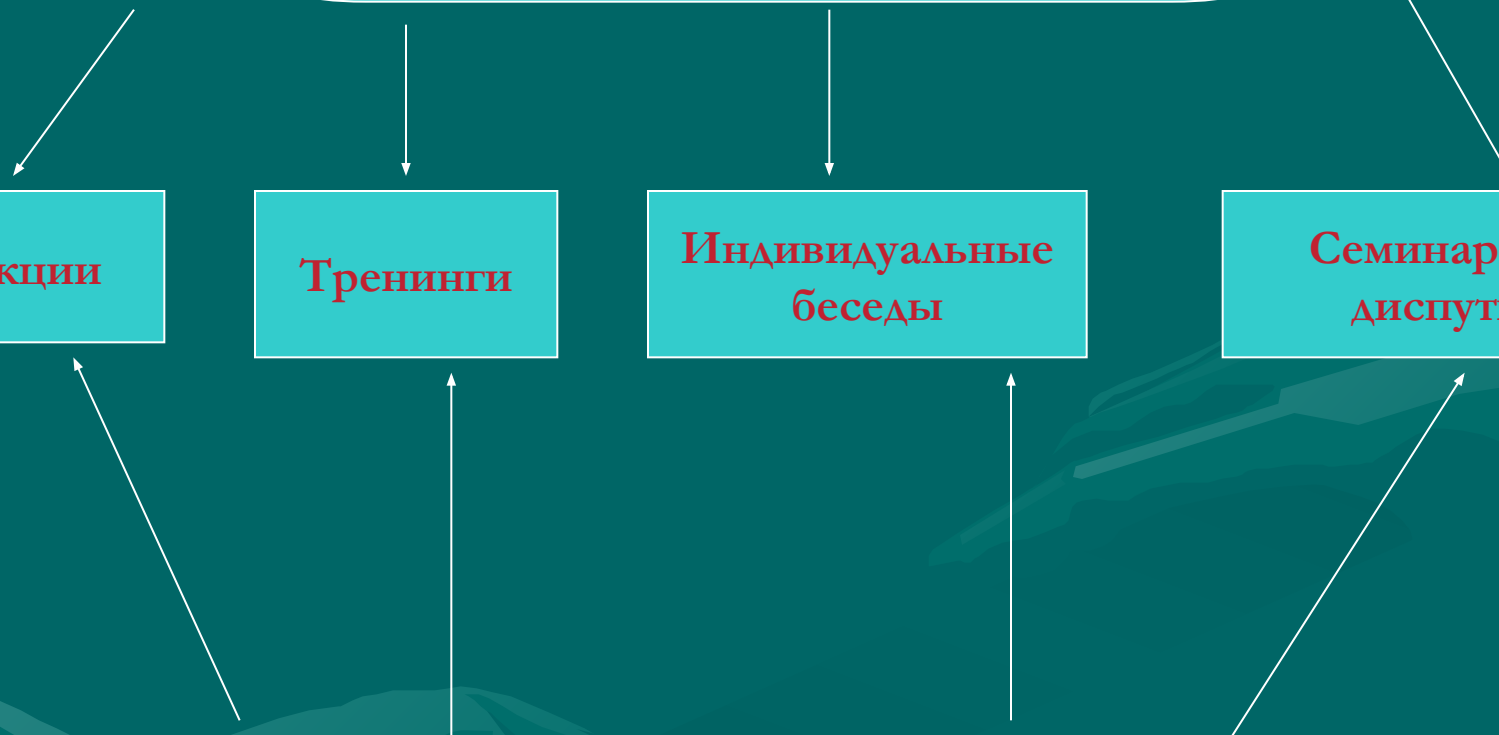 кции
Тренинги
Индивидуальные
беседы
Семинар
диспут